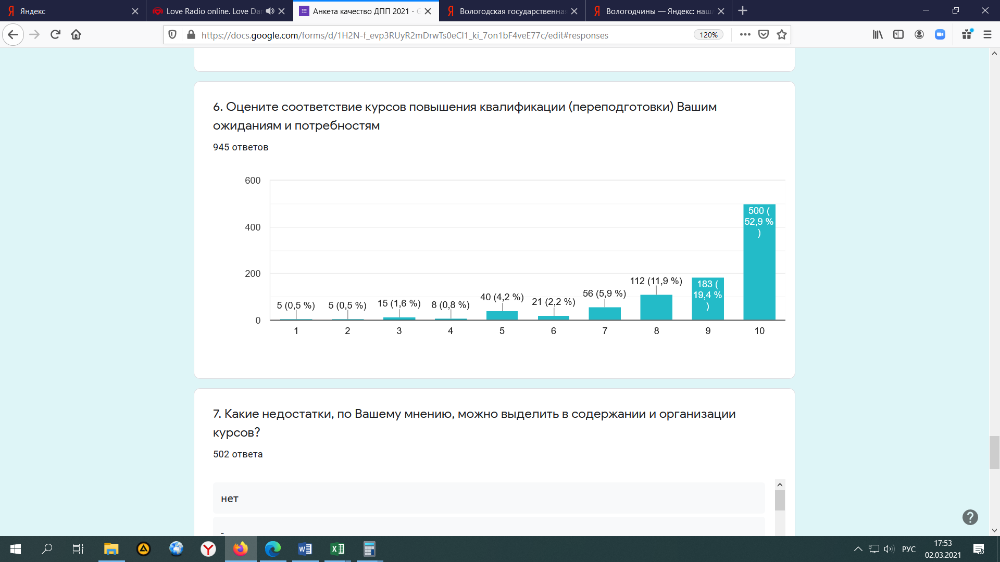 Яндекс
Love Radio online. Love Dan
Анкета качество ДПП 2021 - G
Вологодская государственная
Вологодчины — Яндекс: наш
https://docs.google.com/forms/d/1H2N-f_evp3RUyR2mDrwTs0eCl1_ki_7on1bF4veE77c/edit#responses
120%
6. Оцените соответствие курсов повышения квалификации (переподготовки) Вашим
ожиданиям и потребностям
945 ответов
600
400
200
0
5 (0,5 %)
5 (0,5 %)
15 (1,6 %)
8 (0,8 %)
40 (4,2 %)
21 (2,2 %)
56 (5,9 %)
112 (11,9 %)
183 (
19,4 %
)
500 (
52,9 %
)
1 2 3 4 5 6 7 8 9 10
7. Какие недостатки, по Вашему мнению, можно выделить в содержании и организации
курсов?
502 ответа
нет
-
РУС
17:53
02.03.2021